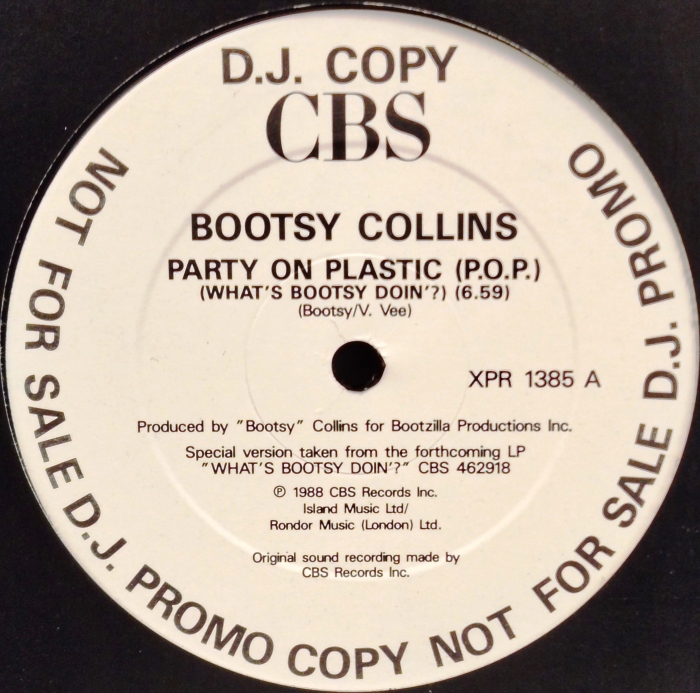 D.J. COPY
CBS
BOOTSY COLLINS
PARTY ON PLASTIC (P.O.P.)
(WHAT'S BOOTSY DOIN'?) (6.59)
(Bootsy/V. Vee)
XPR 1385 A
Produced by "Bootsy" Collins for Bootzilla Productions Inc.
Special version taken from the forthcoming LP
"WHAT'S BOOTSY DOIN'?" CBS 462918
℗ 1988 CBS Records Inc.
Island Music Ltd/
Rondor Music (London) Ltd.
Original sound recording made by
CBS Records Inc.
NOT FOR SALE D.J. PROMO COPY NOT FOR SALE D.J. PROMO